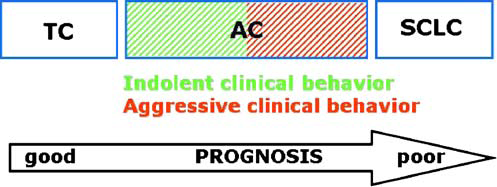 TC AC SCLC
Indolent clinical behavior
Aggressive clinical behavior
good PROGNOSIS poor